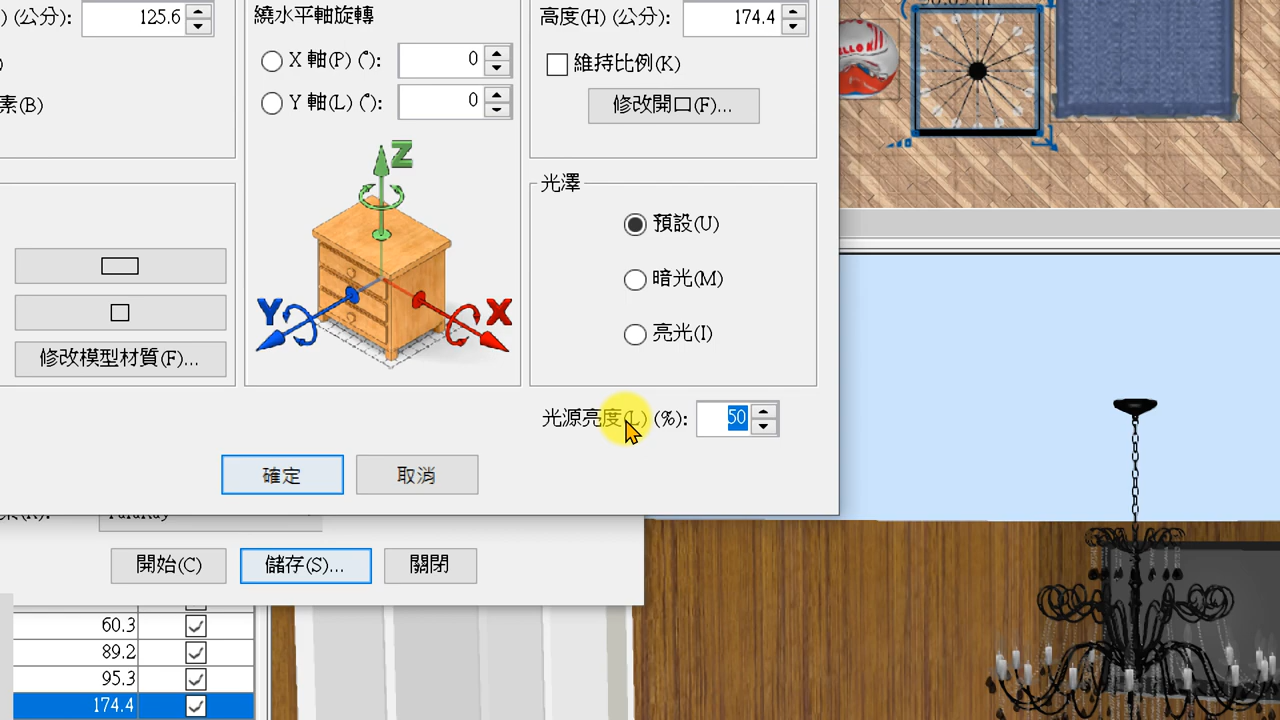 ) (公分): 125.6
繞水平軸旋轉
高度(H) (公分): 174.4
X 軸(P) (°): 0
維持比例(K)
Y 軸(L) (°): 0
素(B)
修改開口(F)...
Z
光澤
預設(U)
暗光(M)
Y
X
亮光(I)
修改模型材質(F)...
光源亮度(L) (%): 50
確定
取消
開始(C)
儲存(S)...
關閉
60.3
89.2
95.3
174.4